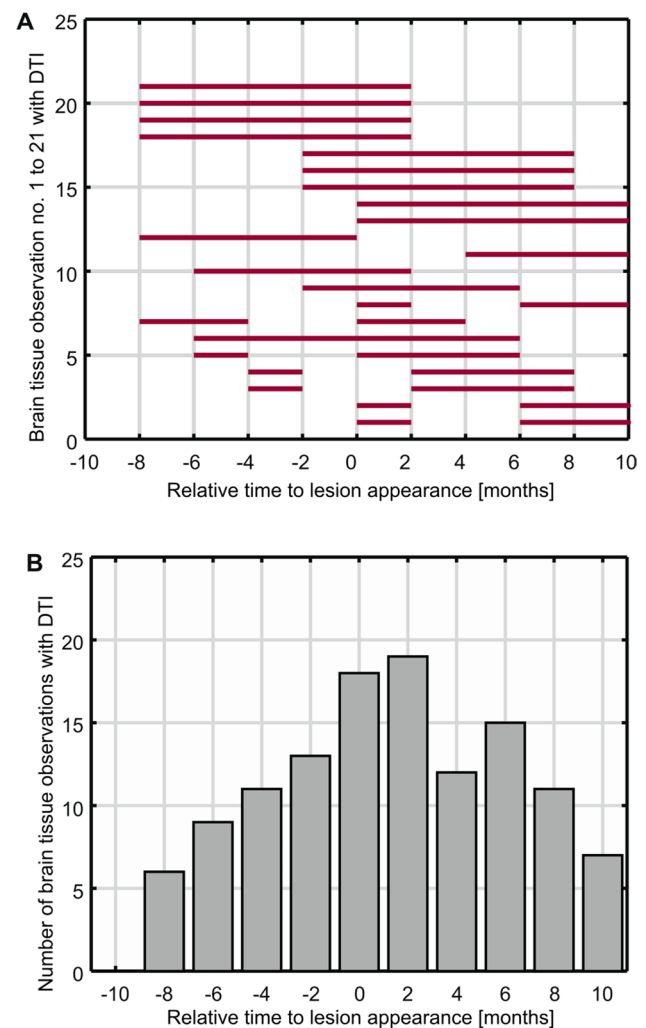 A
Brain tissue observation no. 1 to 21 with DTI
25
20
15
10
5
0
-10 -8 -6 -4 -2 0 2 4 6 8 10
Relative time to lesion appearance [months]
B
Number of brain tissue observations with DTI
25
20
15
10
5
0
-10 -8 -6 -4 -2 0 2 4 6 8 10
Relative time to lesion appearance [months]